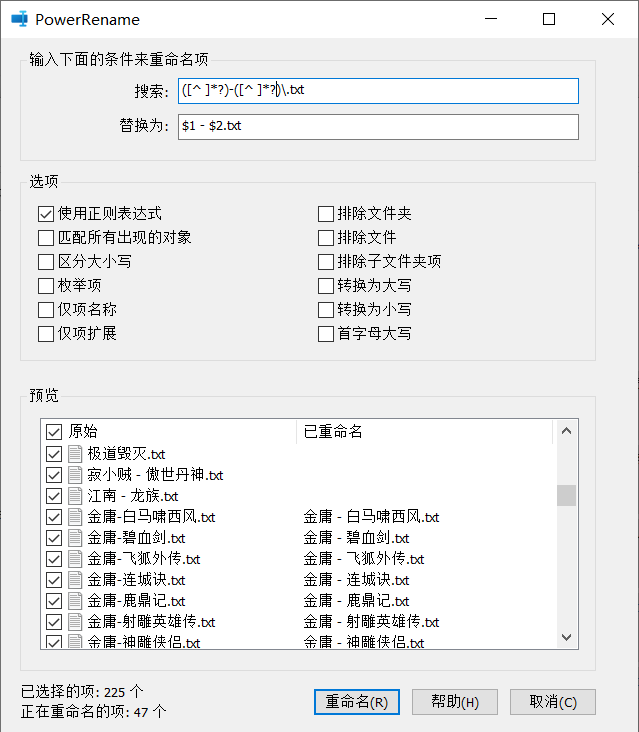 PowerRename
输入下面的条件来重命名项
搜索: ([^ ]*?)-([^ ]*?)\.txt
替换为: $1 - $2.txt
选项
使用正则表达式 排除文件夹
匹配所有出现的对象 排除文件
区分大小写 排除子文件夹项
枚举项 转换为大写
仅项名称 转换为小写
仅项扩展 首字母大写
预览
原始 已重命名
极道毁灭.txt
寂小贼 - 傲世丹神.txt
江南 - 龙族.txt
金庸-白马啸西风.txt 金庸 - 白马啸西风.txt
金庸-碧血剑.txt 金庸 - 碧血剑.txt
金庸-飞狐外传.txt 金庸 - 飞狐外传.txt
金庸-连城诀.txt 金庸 - 连城诀.txt
金庸-鹿鼎记.txt 金庸 - 鹿鼎记.txt
金庸-射雕英雄传.txt 金庸 - 射雕英雄传.txt
金庸-神雕侠侣.txt 金庸 - 神雕侠侣.txt
已选择的项: 225 个
正在重命名的项: 47 个
重命名(R) 帮助(H) 取消(C)